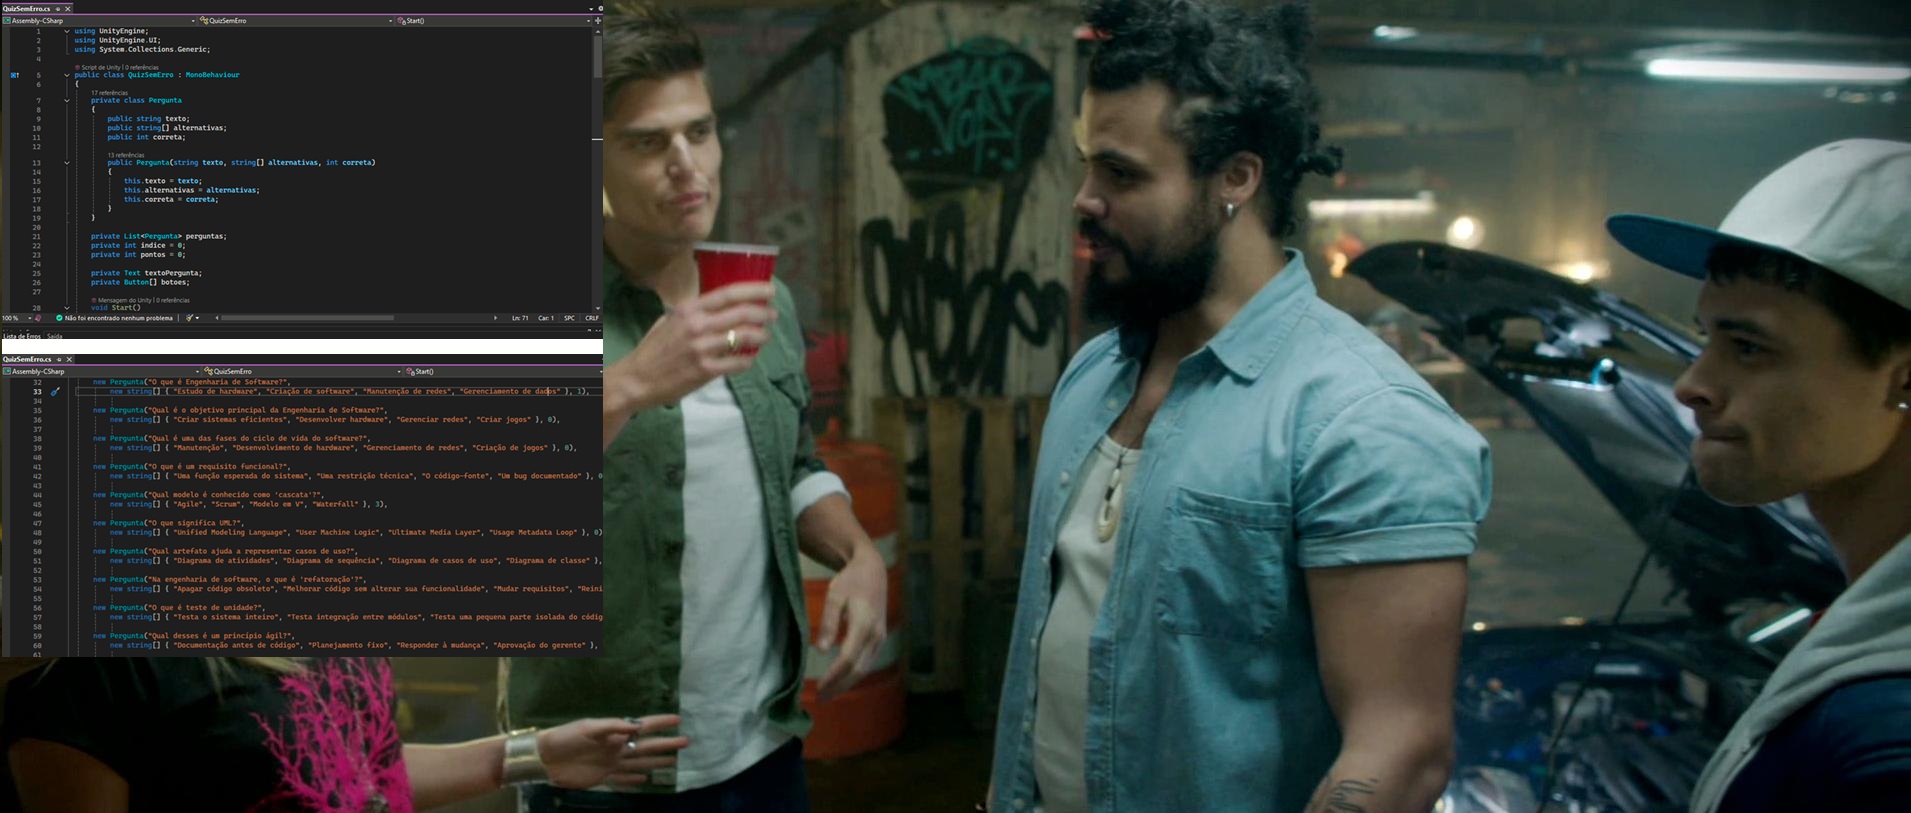 QuizSemErro.cs
Assembly-CSharp
QuizSemErro
Start()
1 using UnityEngine;
2 using UnityEngine.UI;
3 using System.Collections.Generic;
4
Script de Unity | 0 referências
5 public class QuizSemErro : MonoBehaviour
6 {
17 referências
7 private class Pergunta
8 {
9 public string texto;
10 public string[] alternativas;
11 public int correta;
12
13 referências
13 public Pergunta(string texto, string[] alternativas, int correta)
14 {
15 this.texto = texto;
16 this.alternativas = alternativas;
17 this.correta = correta;
18 }
19 }
20
21 private List<Pergunta> perguntas;
22 private int indice = 0;
23 private int pontos = 0;
24
25 private Text textoPergunta;
26 private Button[] botoes;
27
Mensagem do Unity | 0 referências
28 void Start()
100 % Não foi encontrado nenhum problema Ln: 71 Car: 1 SPC CRLF
Lista de Erros Saída
QuizSemErro.cs
Assembly-CSharp
QuizSemErro
Start()
32 new Pergunta("O que é Engenharia de Software?",
33 new string[] { "Estudo de hardware", "Criação de software", "Manutenção de redes", "Gerenciamento de dados" }, 1),
34
35 new Pergunta("Qual é o objetivo principal da Engenharia de Software?",
36 new string[] { "Criar sistemas eficientes", "Desenvolver hardware", "Gerenciar redes", "Criar jogos" }, 0),
37
38 new Pergunta("Qual é uma das fases do ciclo de vida do software?",
39 new string[] { "Manutenção", "Desenvolvimento de hardware", "Gerenciamento de redes", "Criação de jogos" }, 0),
40
41 new Pergunta("O que é um requisito funcional?",
42 new string[] { "Uma função esperada do sistema", "Uma restrição técnica", "O código-fonte", "Um bug documentado" }, 0
43
44 new Pergunta("Qual modelo é conhecido como 'cascata'?",
45 new string[] { "Agile", "Scrum", "Modelo em V", "Waterfall" }, 3),
46
47 new Pergunta("O que significa UML?",
48 new string[] { "Unified Modeling Language", "User Machine Logic", "Ultimate Media Layer", "Usage Metadata Loop" }, 0)
49
50 new Pergunta("Qual artefato ajuda a representar casos de uso?",
51 new string[] { "Diagrama de atividades", "Diagrama de sequência", "Diagrama de casos de uso", "Diagrama de classe" },
52
53 new Pergunta("Na engenharia de software, o que é 'refatoração'?",
54 new string[] { "Apagar código obsoleto", "Melhorar código sem alterar sua funcionalidade", "Mudar requisitos", "Reini
55
56 new Pergunta("O que é teste de unidade?",
57 new string[] { "Testa o sistema inteiro", "Testa integração entre módulos", "Testa uma pequena parte isolada do códig
58
59 new Pergunta("Qual desses é um princípio ágil?",
60 new string[] { "Documentação antes de código", "Planejamento fixo", "Responder à mudança", "Aprovação do gerente" },
61